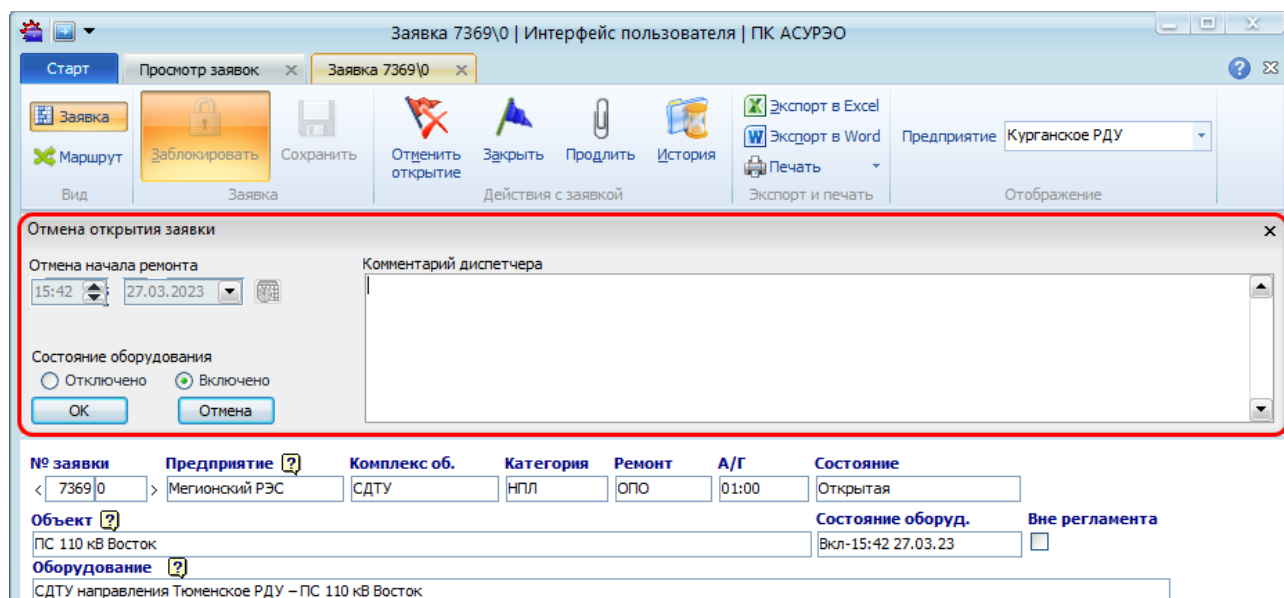 Заявка 7369\0 | Интерфейс пользователя | ПК АСУРЭО
Старт Просмотр заявок Заявка 7369\0
Заявка Заблокировать Сохранить Отменить открытие Закрыть Продлить История Экспорт в Excel
Экспорт в Word Предприятие Курганское РДУ
Маршрут Печать
Вид Заявка Действия с заявкой Экспорт и печать Отображение
Отмена открытия заявки
Отмена начала ремонта Комментарий диспетчера
15:42 27.03.2023
Состояние оборудования
Отключено Включено
ОК Отмена
№ заявки Предприятие Комплекс об. Категория Ремонт А/Г Состояние
< 7369 0 > Мегионский РЭС СДТУ НПЛ ОПО 01:00 Открытая
Объект Состояние оборуд. Вне регламента
ПС 110 кВ Восток Вкл-15:42 27.03.23
Оборудование
СДТУ направления Тюменское РДУ – ПС 110 кВ Восток